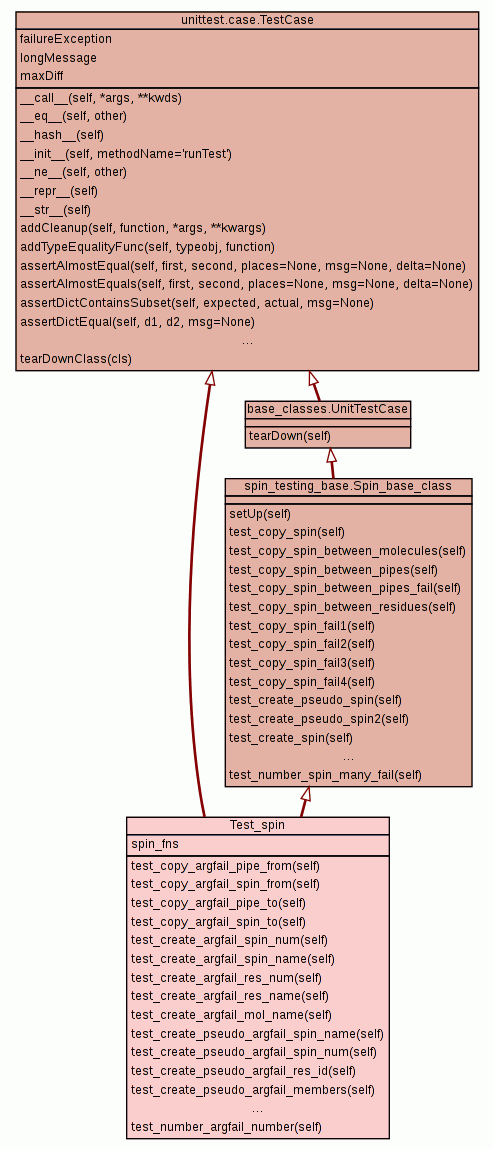 unittest.case.TestCase
failureException
longMessage
maxDiff
__call__(self, *args, **kwds)
__eq__(self, other)
__hash__(self)
__init__(self, methodName='runTest')
__ne__(self, other)
__repr__(self)
__str__(self)
addCleanup(self, function, *args, **kwargs)
addTypeEqualityFunc(self, typeobj, function)
assertAlmostEqual(self, first, second, places=None, msg=None, delta=None)
assertAlmostEquals(self, first, second, places=None, msg=None, delta=None)
assertDictContainsSubset(self, expected, actual, msg=None)
assertDictEqual(self, d1, d2, msg=None)
...
tearDownClass(cls)
base_classes.UnitTestCase
tearDown(self)
spin_testing_base.Spin_base_class
setUp(self)
test_copy_spin(self)
test_copy_spin_between_molecules(self)
test_copy_spin_between_pipes(self)
test_copy_spin_between_pipes_fail(self)
test_copy_spin_between_residues(self)
test_copy_spin_fail1(self)
test_copy_spin_fail2(self)
test_copy_spin_fail3(self)
test_copy_spin_fail4(self)
test_create_pseudo_spin(self)
test_create_pseudo_spin2(self)
test_create_spin(self)
...
test_number_spin_many_fail(self)
Test_spin
spin_fns
test_copy_argfail_pipe_from(self)
test_copy_argfail_spin_from(self)
test_copy_argfail_pipe_to(self)
test_copy_argfail_spin_to(self)
test_create_argfail_spin_num(self)
test_create_argfail_spin_name(self)
test_create_argfail_res_num(self)
test_create_argfail_res_name(self)
test_create_argfail_mol_name(self)
test_create_pseudo_argfail_spin_name(self)
test_create_pseudo_argfail_spin_num(self)
test_create_pseudo_argfail_res_id(self)
test_create_pseudo_argfail_members(self)
...
test_number_argfail_number(self)